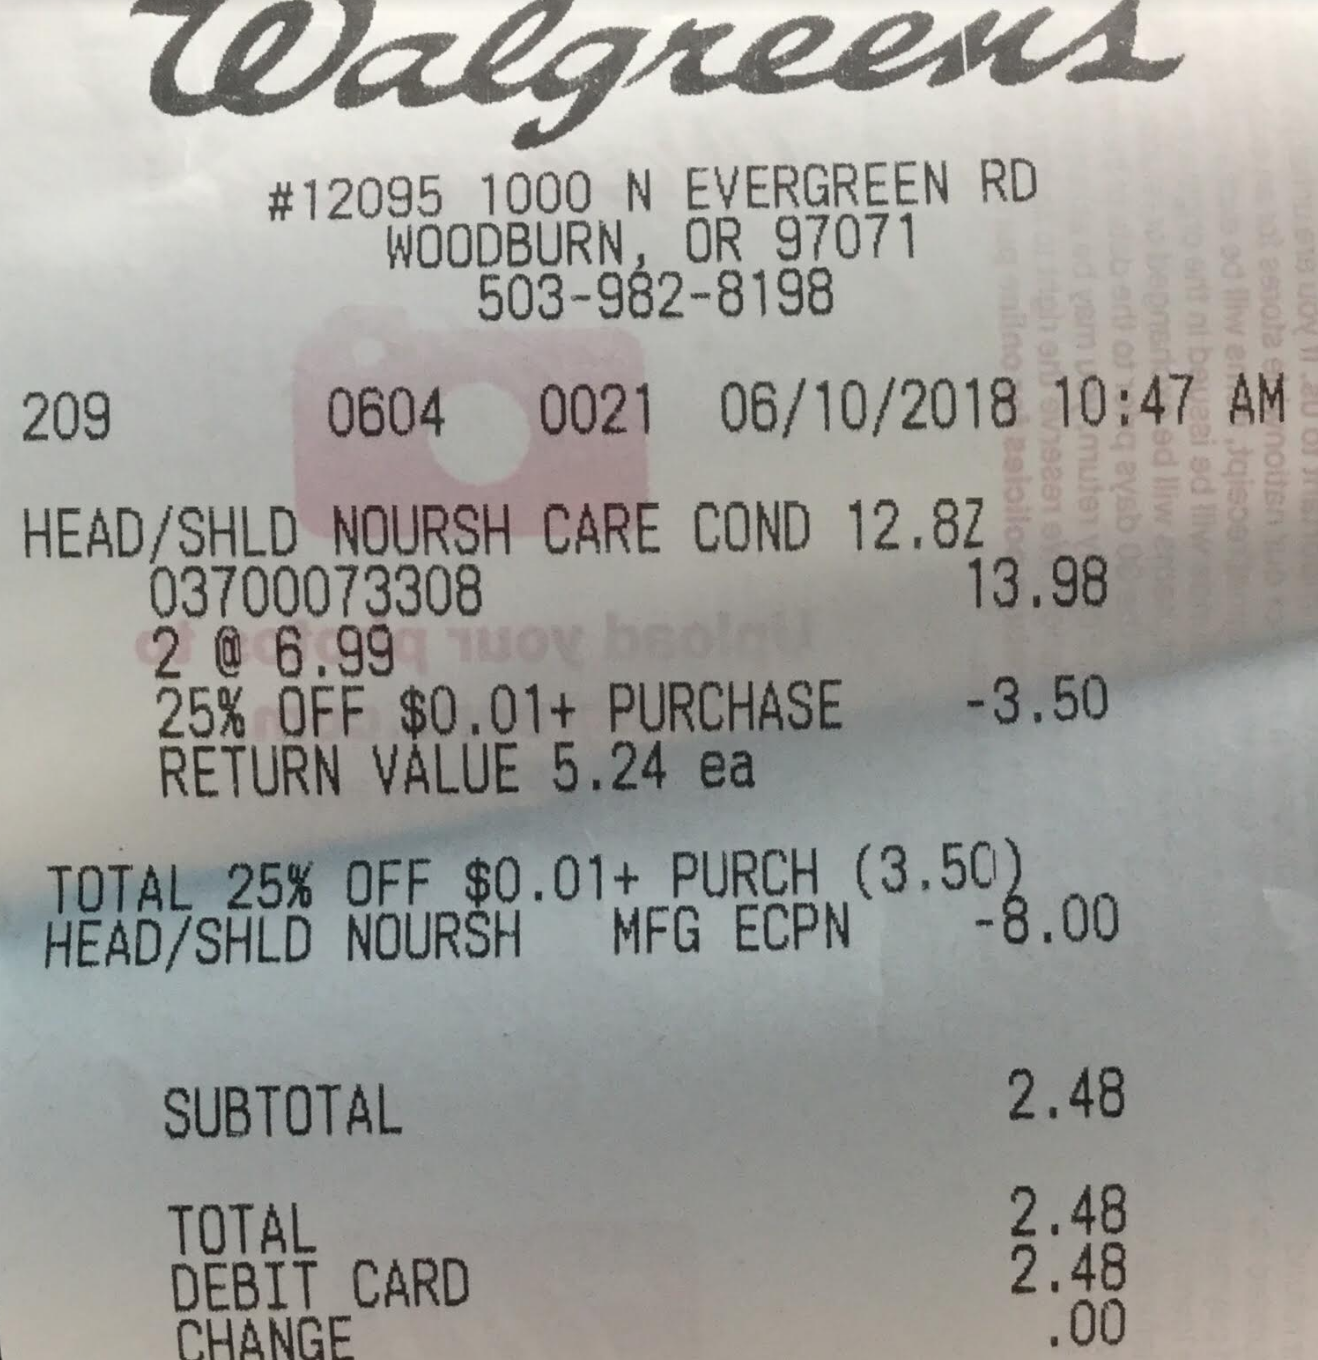 Walgreens
#12095 1000 N EVERGREEN RD
WOODBURN, OR 97071
503-982-8198
209 0604 0021 06/10/2018 10:47 AM
HEAD/SHLD NOURSH CARE COND 12.8Z
03700073308 13.98
2 @ 6.99
25% OFF $0.01+ PURCHASE -3.50
RETURN VALUE 5.24 ea
TOTAL 25% OFF $0.01+ PURCH (3.50)
HEAD/SHLD NOURSH MFG ECPN -8.00
SUBTOTAL 2.48
TOTAL 2.48
DEBIT CARD 2.48
CHANGE .00